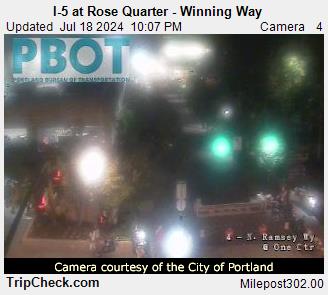 I-5 at Rose Quarter - Winning Way
Updated Jul 18 2024 10:07 PM Camera 4
PBOT
PORTLAND BUREAU OF TRANSPORTATION
4 - N. Ramsey Wy
@ One Ctr
Camera courtesy of the City of Portland
TripCheck.com Milepost302.00